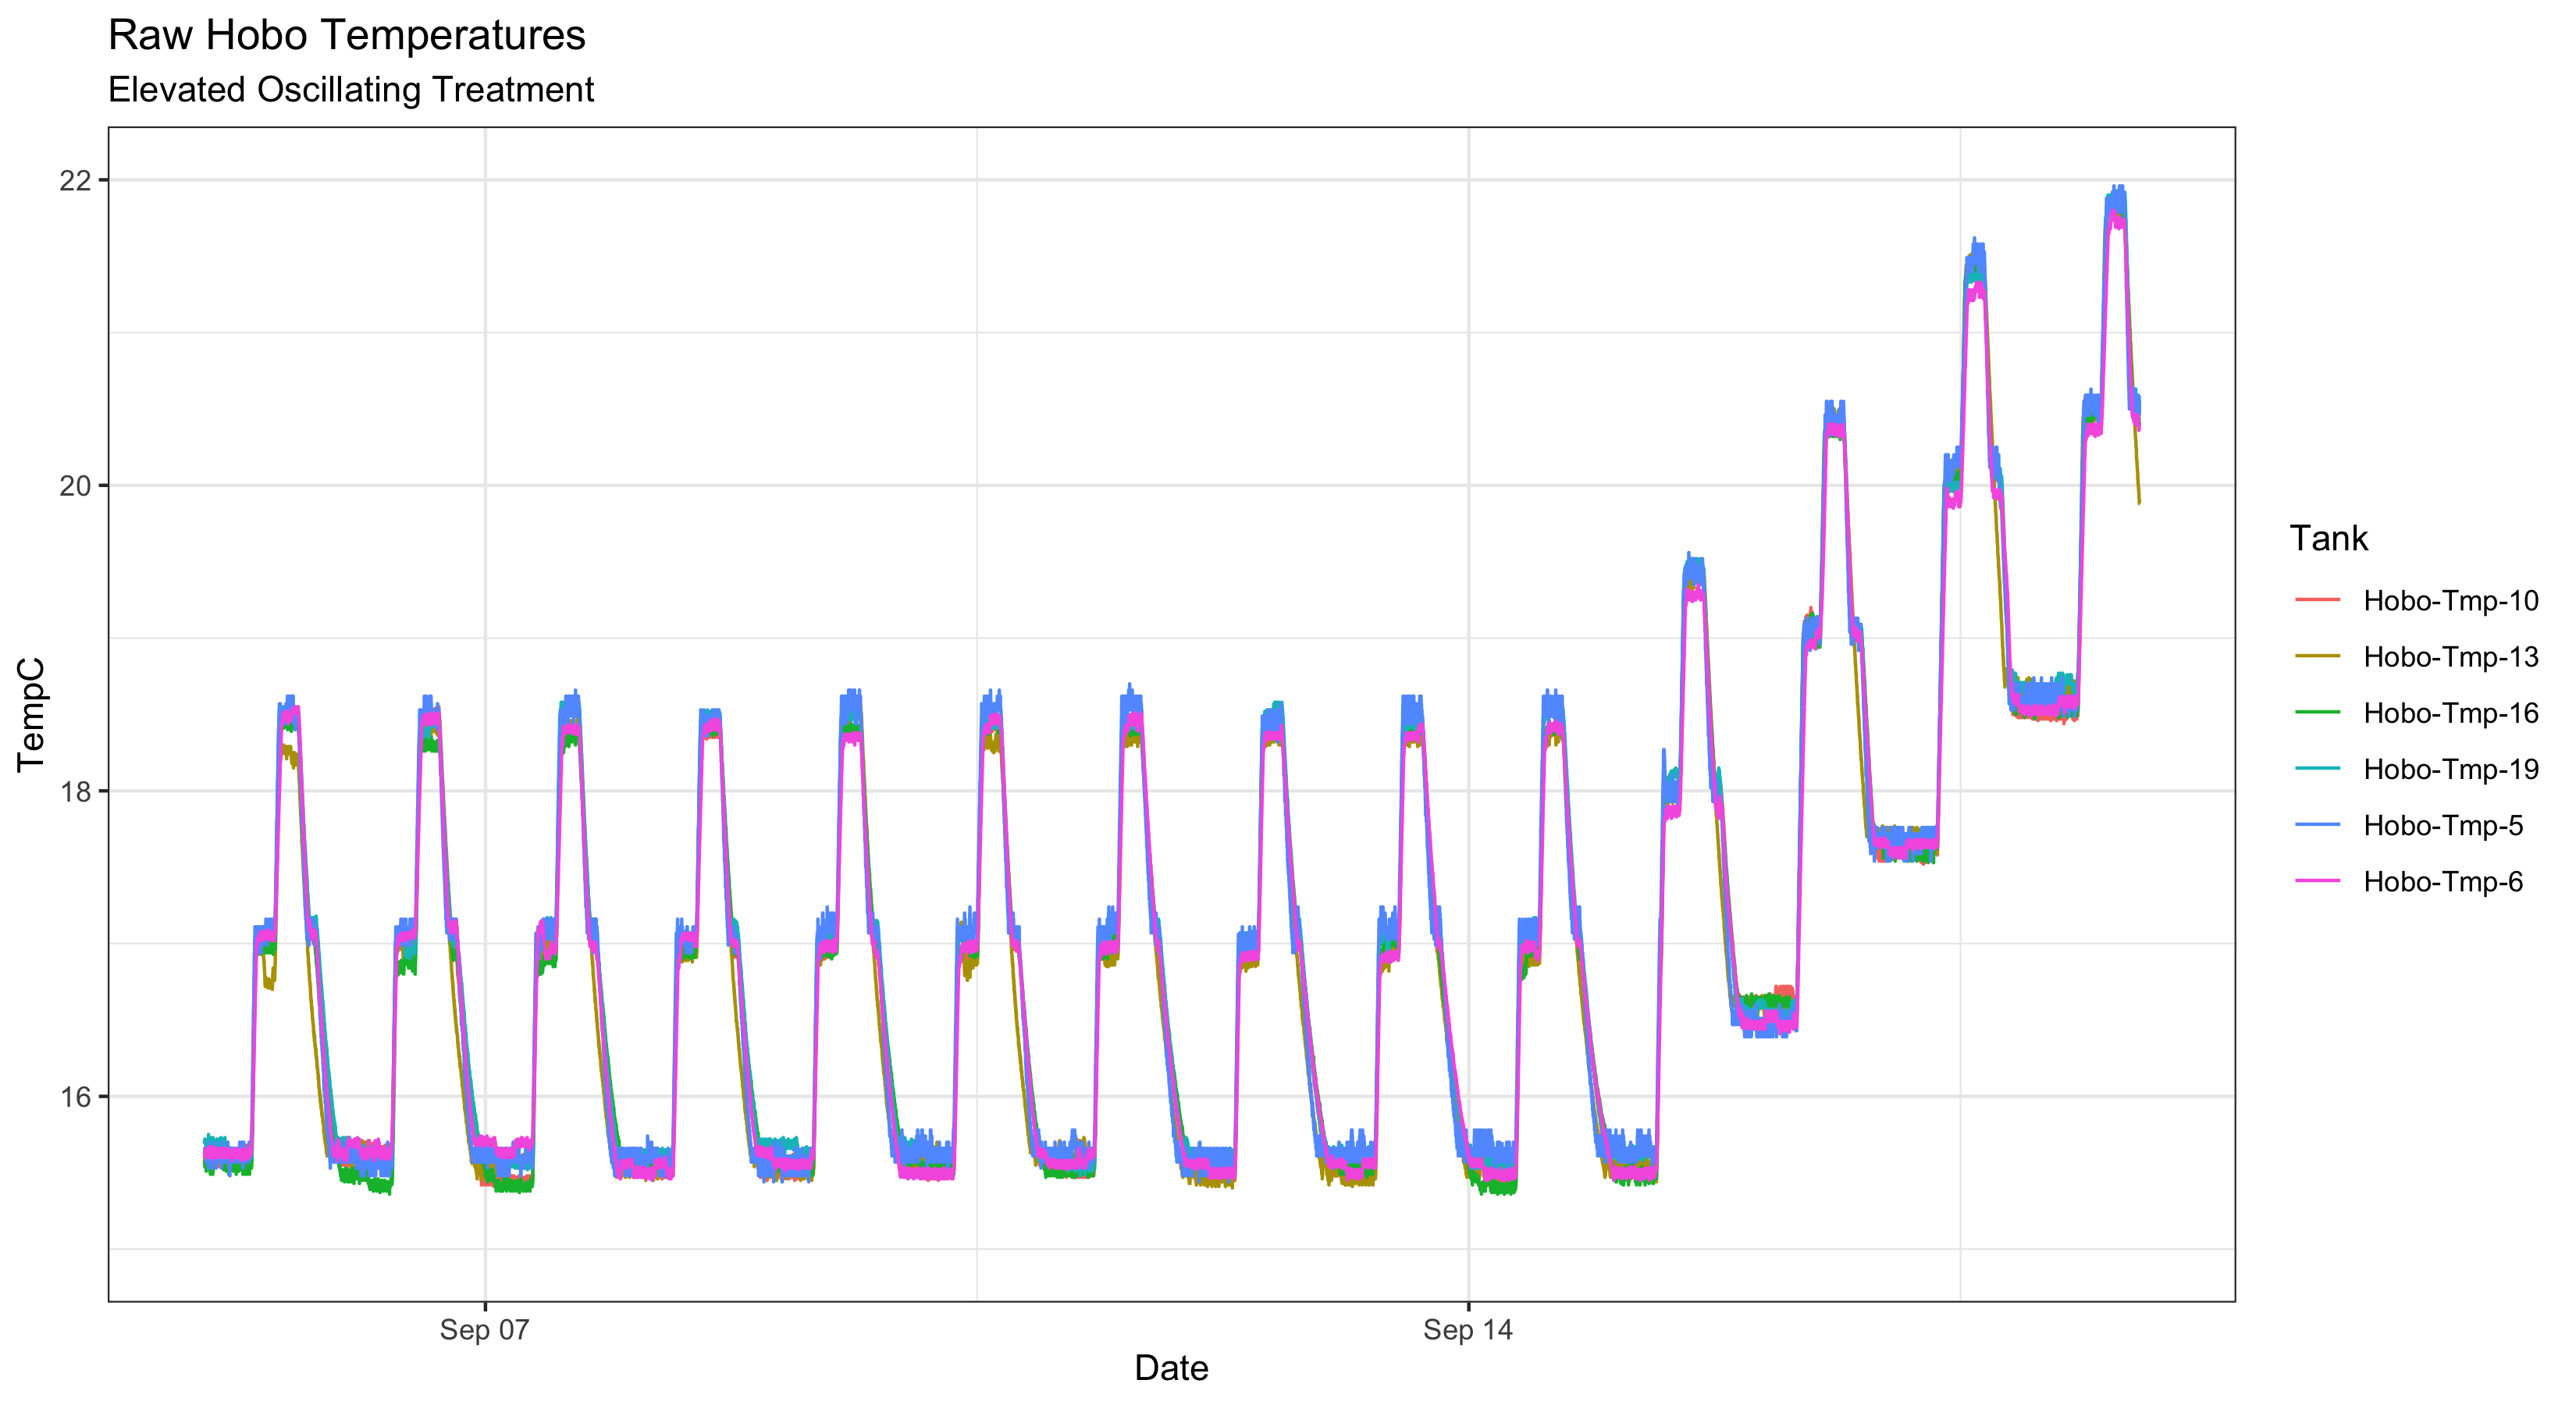 Raw Hobo Temperatures
Elevated Oscillating Treatment
22
20
18
16
TempC
Sep 07
Sep 14
Date
Tank
Hobo-Tmp-10
Hobo-Tmp-13
Hobo-Tmp-16
Hobo-Tmp-19
Hobo-Tmp-5
Hobo-Tmp-6